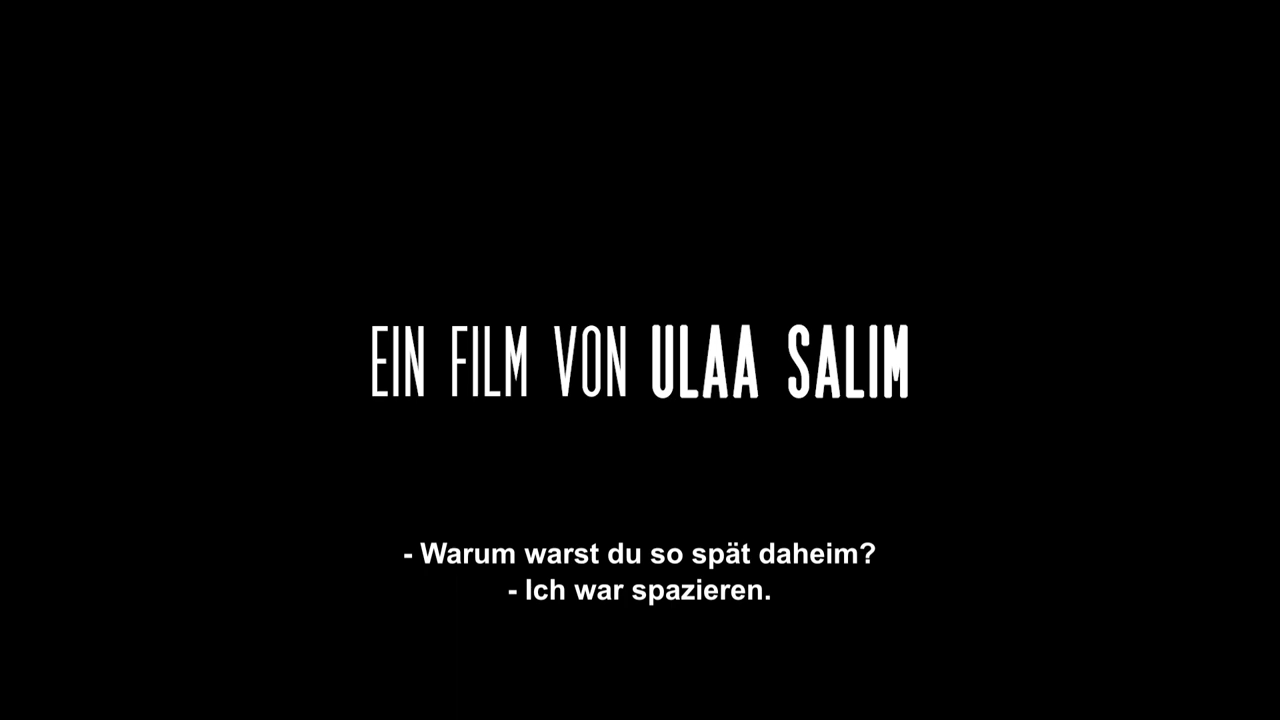 EIN FILM VON ULAA SALIM
- Warum warst du so spät daheim?
- Ich war spazieren.